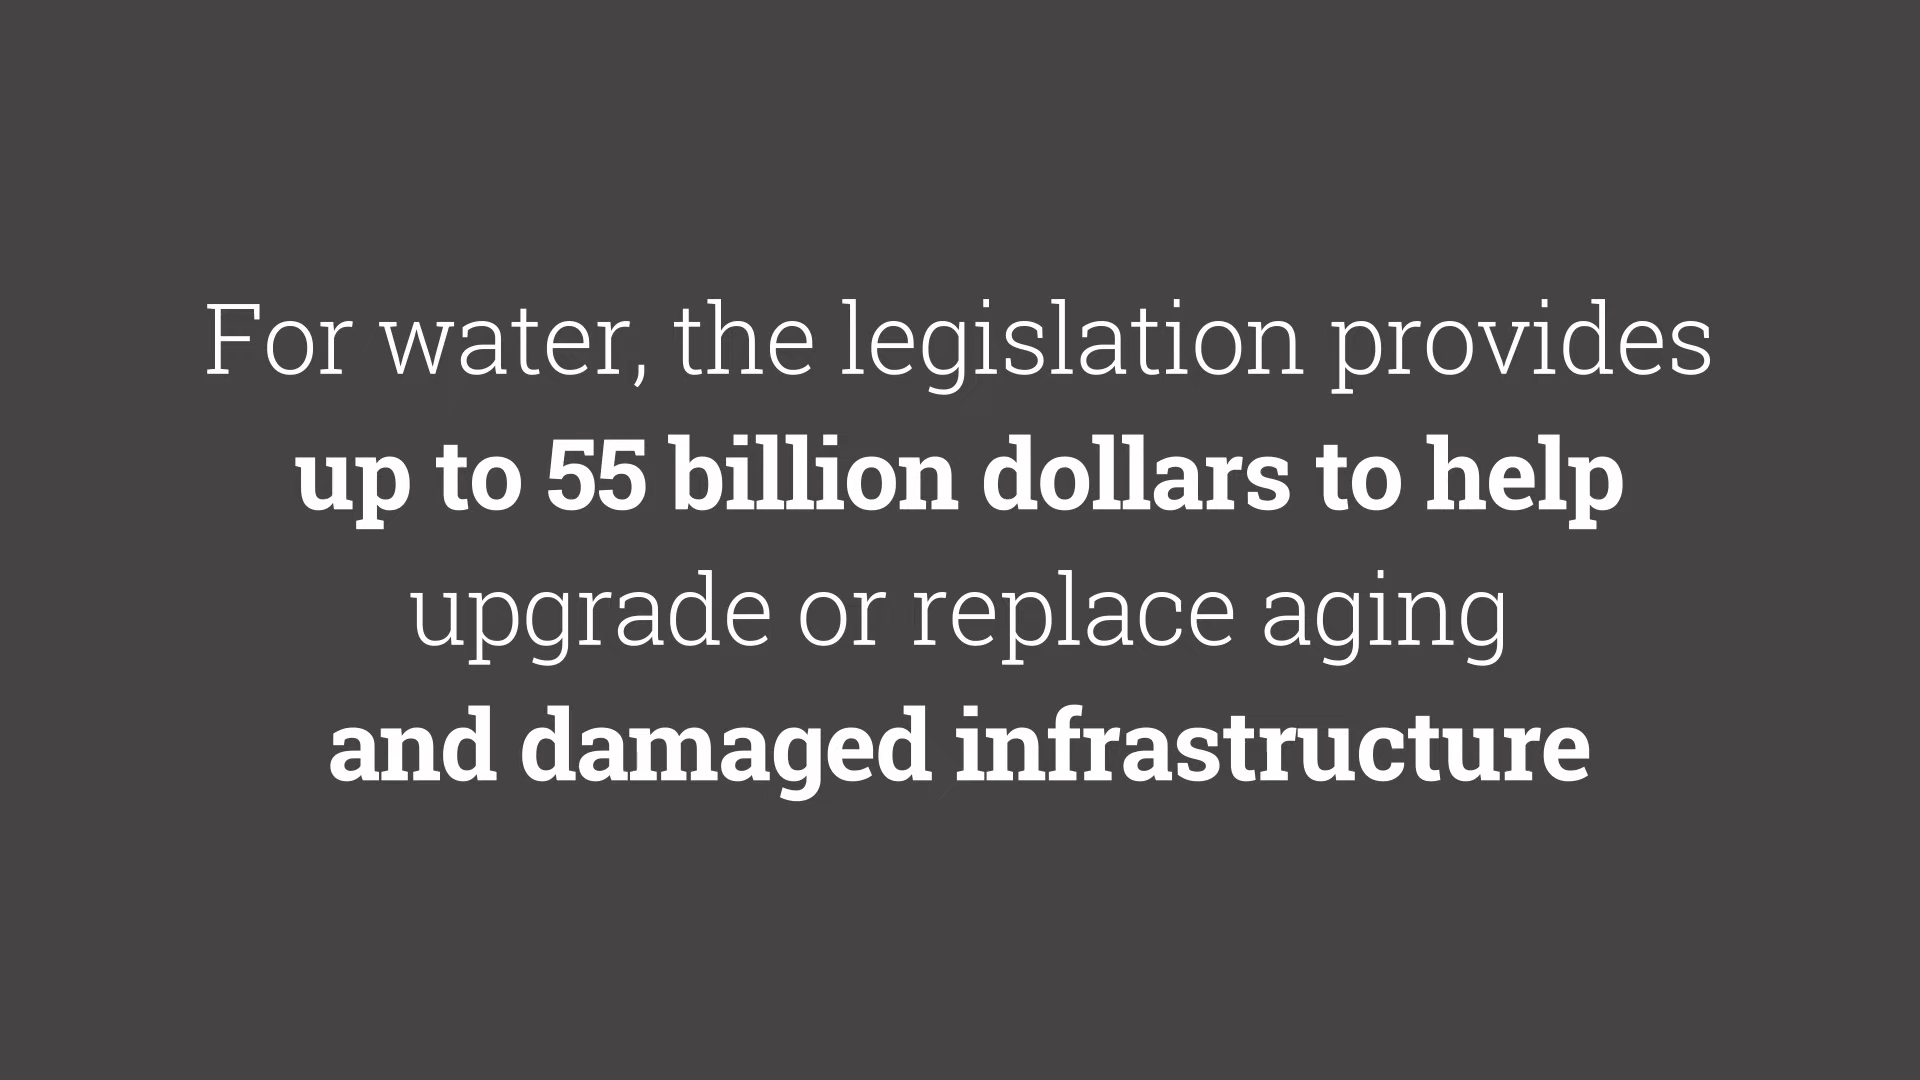 For water, the legislation provides
up to 55 billion dollars to help
upgrade or replace aging
and damaged infrastructure